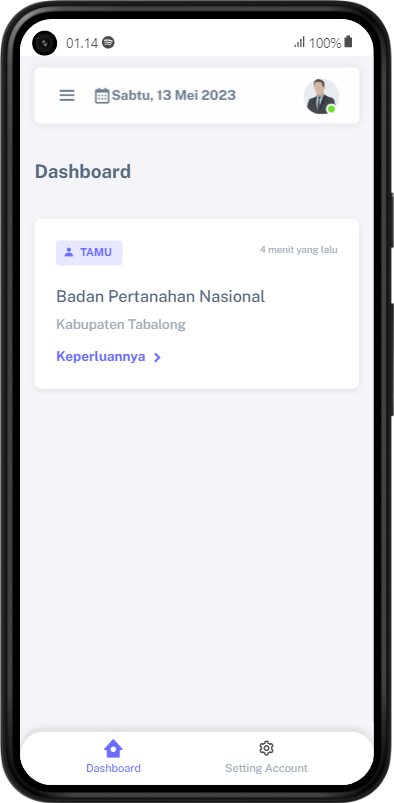 01.14 100%
Sabtu, 13 Mei 2023
Dashboard
TAMU 4 menit yang lalu
Badan Pertanahan Nasional
Kabupaten Tabalong
Keperluannya
Dashboard Setting Account